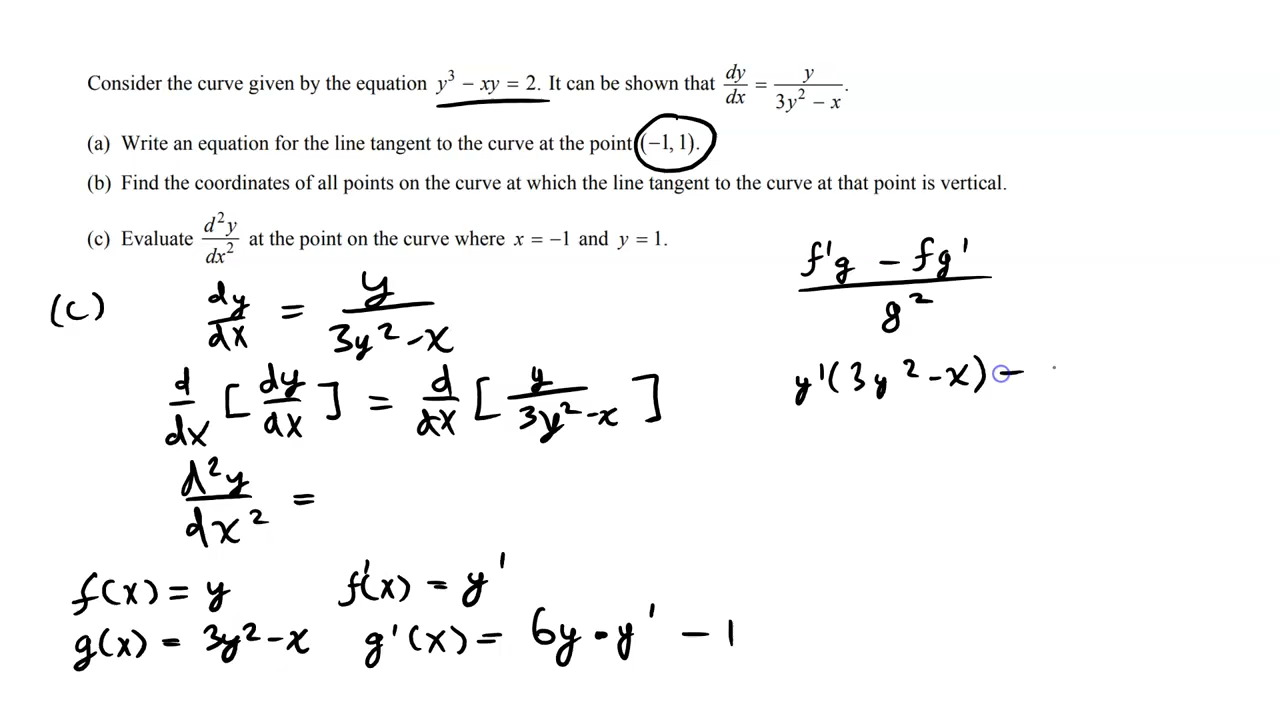 Consider the curve given by the equation y³ − xy = 2. It can be shown that dy/dx = y/(3y² − x).
(a) Write an equation for the line tangent to the curve at the point (−1, 1).
(b) Find the coordinates of all points on the curve at which the line tangent to the curve at that point is vertical.
(c) Evaluate d²y/dx² at the point on the curve where x = −1 and y = 1.
(c) dy/dx = y/(3y² − x)
d/dx [dy/dx] = d/dx [y/(3y² − x)]
d²y/dx² =
f(x) = y f'(x) = y'
g(x) = 3y² − x g'(x) = 6y · y' − 1
(f'g − fg')/g²
y'(3y² − x) −